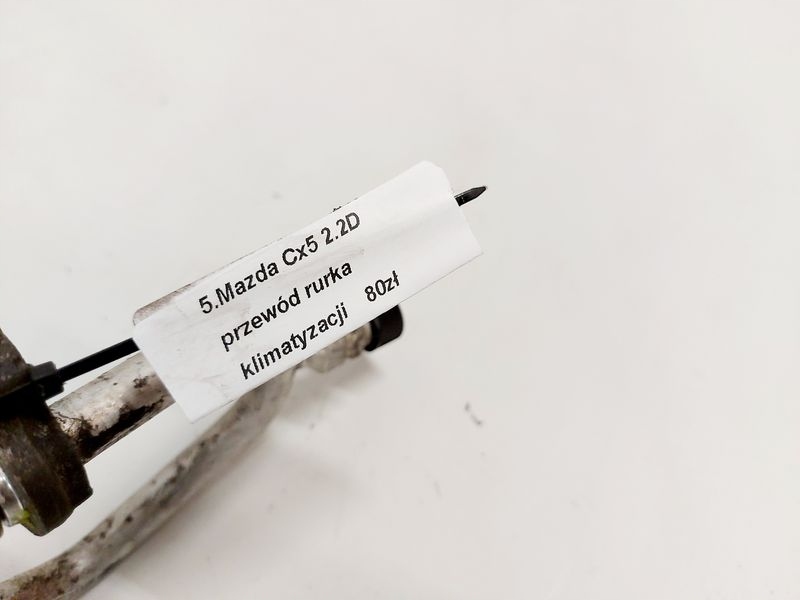 5.Mazda Cx5 2.2D
przewód rurka
klimatyzacji 80zł